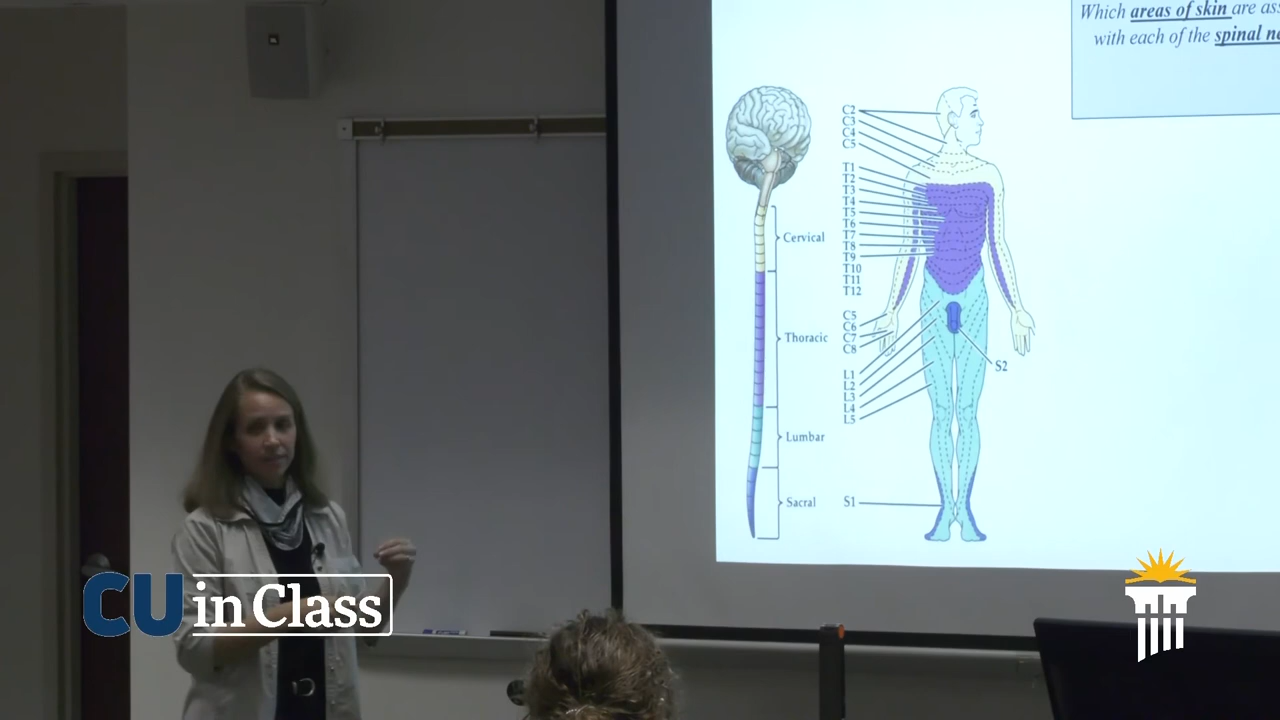 Which areas of skin are
with each of the spinal
C2
C3
C4
C5
T1
T2
T3
T4
T5
T6
T7
T8
T9
T10
T11
T12
C5
C6
C7
C8
L1
L2
L3
L4
L5
S2
S1
Cervical
Thoracic
Lumbar
Sacral
CU in Class